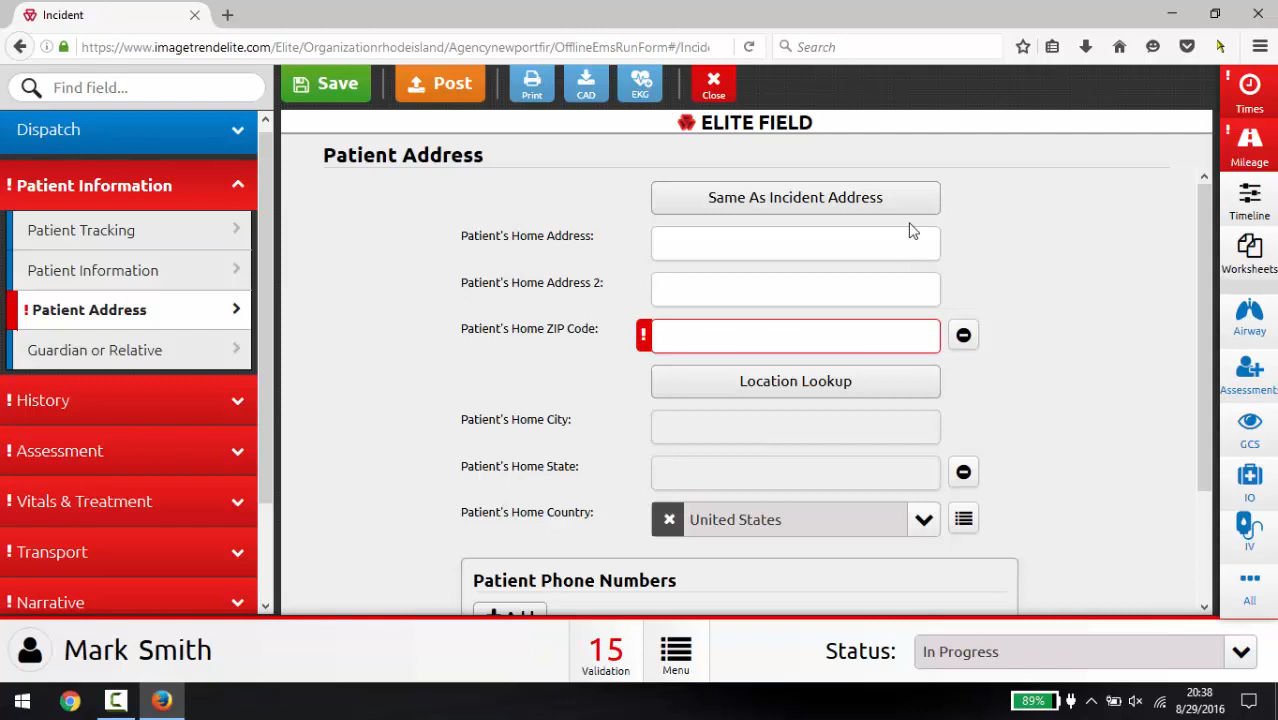 Incident
https://www.imagetrendelite.com/Elite/Organizationrhodeisland/Agencynewportfir/OfflineEmsRunForm#/Incide
Search
Find field...
Save
Post
Print
CAD
EKG
Close
Times
Mileage
Timeline
Worksheets
Airway
Assessments
GCS
IO
IV
All
Dispatch
! Patient Information
Patient Tracking
Patient Information
! Patient Address
Guardian or Relative
! History
! Assessment
! Vitals & Treatment
! Transport
! Narrative
ELITE FIELD
Patient Address
Same As Incident Address
Patient's Home Address:
Patient's Home Address 2:
Patient's Home ZIP Code:
!
Location Lookup
Patient's Home City:
Patient's Home State:
Patient's Home Country:
United States
Patient Phone Numbers
Mark Smith
15
Validation
Menu
Status:
In Progress
89%
20:38
8/29/2016